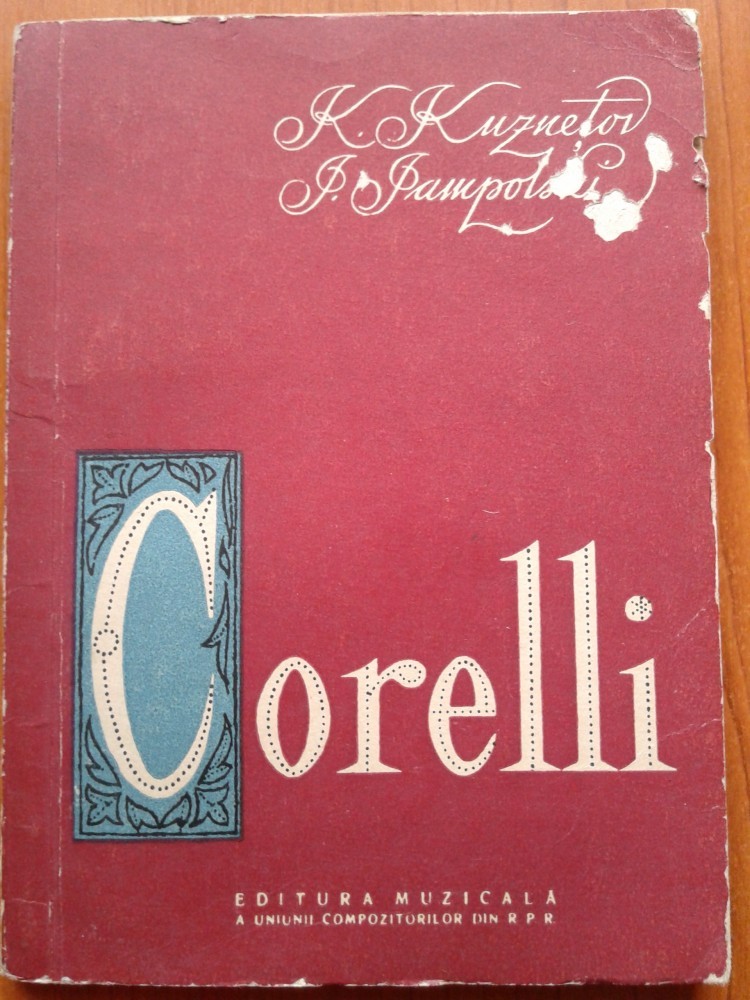 K. Kuznețov
I. Iampolski
Corelli
EDITURA MUZICALĂ
A UNIUNII COMPOZITORILOR DIN R P R